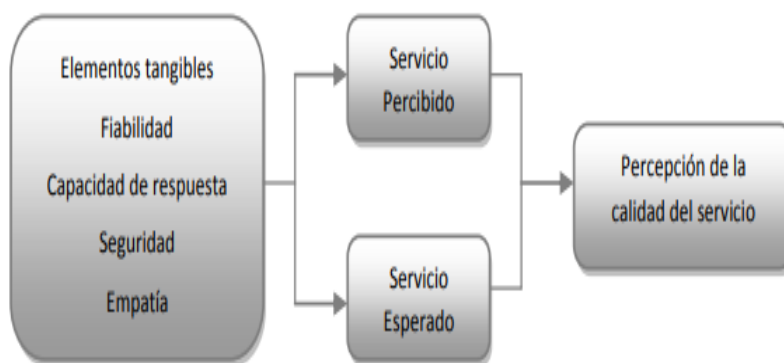 Elementos tangibles
Fiabilidad
Capacidad de respuesta
Seguridad
Empatía
Servicio
Percibido
Servicio
Esperado
Percepción de la
calidad del servicio